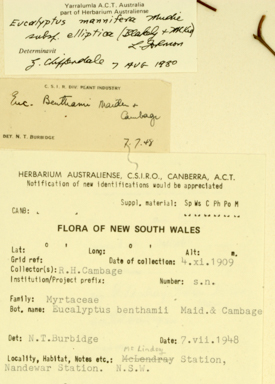 Yarralumla A.C.T. Australia
part of Herbarium Australiense
Eucalyptus mannifera Mudie
subsp. elliptica (Blakely & McKie)
L. Johnson
Determinavit
G. Chippendale 7 AUG 1980
C. S. I. R. DIV. PLANT INDUSTRY
Euc. Benthami Maiden &
Cambage
DET. N. T. BURBIDGE
7.7.48
HERBARIUM AUSTRALIENSE, C.S.I.R.O., CANBERRA, A.C.T.
Notification of new identifications would be appreciated
Suppl. material: Sp Ws C Ph Po M
CANB:
FLORA OF NEW SOUTH WALES
Lat: o ' Long: o ' Alt: m.
Grid ref: Date of collection: 4.xi.1909
Collector(s): R.H.Cambage
Institution/Project prefix: Number: s.n.
Family: Myrtaceae
Bot. name: Eucalyptus benthamii Maid.& Cambage
Det: N.T.Burbidge Date: 7.vii.1948
Locality, Habitat, Notes etc.: Station,
Nandewar Station. N.S.W.